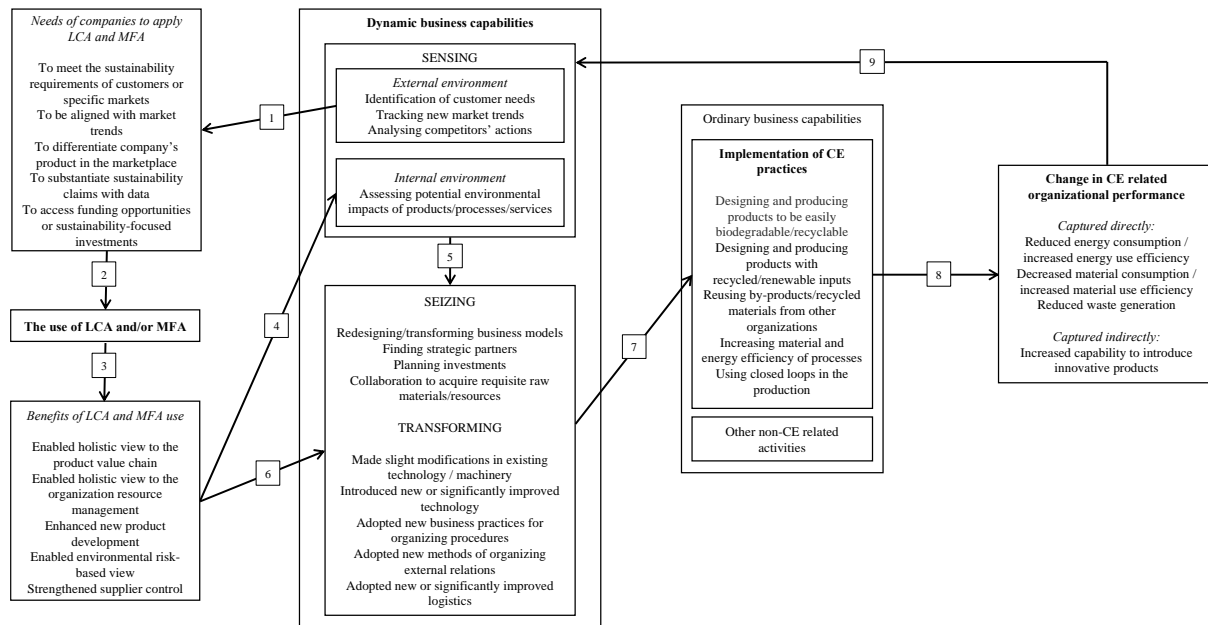 Needs of companies to apply
LCA and MFA
To meet the sustainability
requirements of customers or
specific markets
To be aligned with market
trends
To differentiate company's
product in the marketplace
To substantiate sustainability
claims with data
To access funding opportunities
or sustainability-focused
investments
2
The use of LCA and/or MFA
3
Benefits of LCA and MFA use
Enabled holistic view to the
product value chain
Enabled holistic view to the
organization resource
management
Enhanced new product
development
Enabled environmental risk-
based view
Strengthened supplier control
1
4
6
Dynamic business capabilities
SENSING
External environment
Identification of customer needs
Tracking new market trends
Analysing competitors' actions
Internal environment
Assessing potential environmental
impacts of products/processes/services
5
SEIZING
Redesigning/transforming business models
Finding strategic partners
Planning investments
Collaboration to acquire requisite raw
materials/resources
TRANSFORMING
Made slight modifications in existing
technology / machinery
Introduced new or significantly improved
technology
Adopted new business practices for
organizing procedures
Adopted new methods of organizing
external relations
Adopted new or significantly improved
logistics
7
Ordinary business capabilities
Implementation of CE
practices
Designing and producing
products to be easily
biodegradable/recyclable
Designing and producing
products with
recycled/renewable inputs
Reusing by-products/recycled
materials from other
organizations
Increasing material and
energy efficiency of processes
Using closed loops in the
production
Other non-CE related
activities
8
9
Change in CE related
organizational performance
Captured directly:
Reduced energy consumption /
increased energy use efficiency
Decreased material consumption /
increased material use efficiency
Reduced waste generation
Captured indirectly:
Increased capability to introduce
innovative products